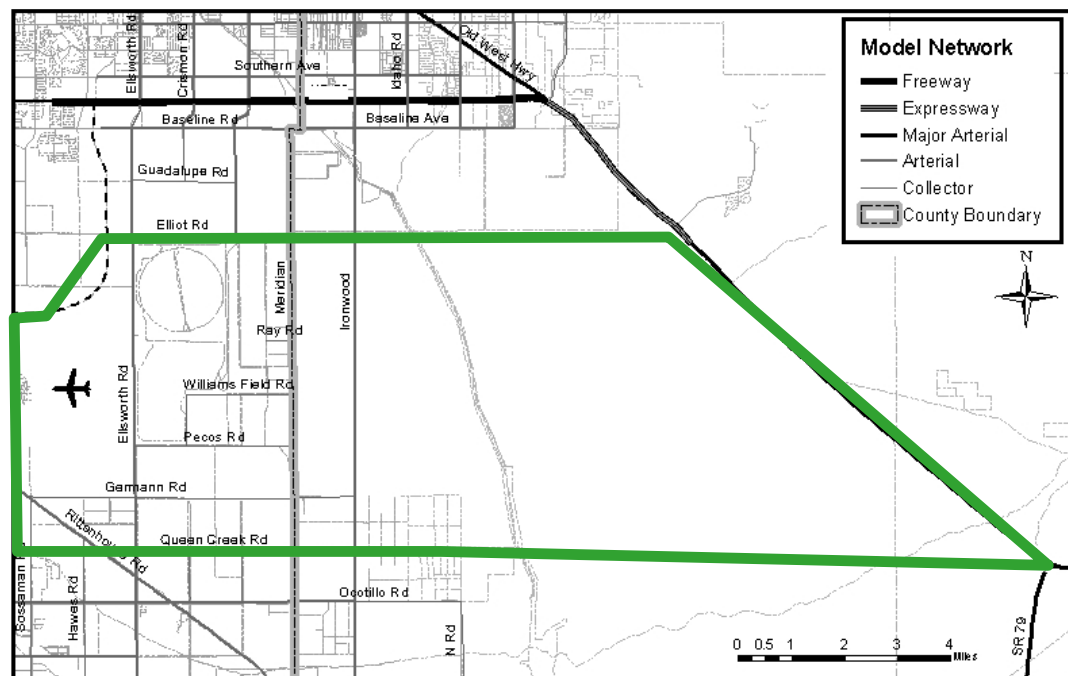 Ellsworth Rd
Crismon Rd
Southern Ave
Idaho Rd
Old West Hwy
Baseline Rd
Baseline Ave
Guadalupe Rd
Elliot Rd
Meridian
Ironwood
Ray Rd
Ellsworth Rd
Williams Field Rd
Pecos Rd
Germann Rd
Rittenhouse Rd
Queen Creek Rd
Sossaman
Hawes Rd
Ocotillo Rd
N Rd
SR 79
Model Network
Freeway
Expressway
Major Arterial
Arterial
Collector
County Boundary
N
0 0.5 1 2 3 4
Miles